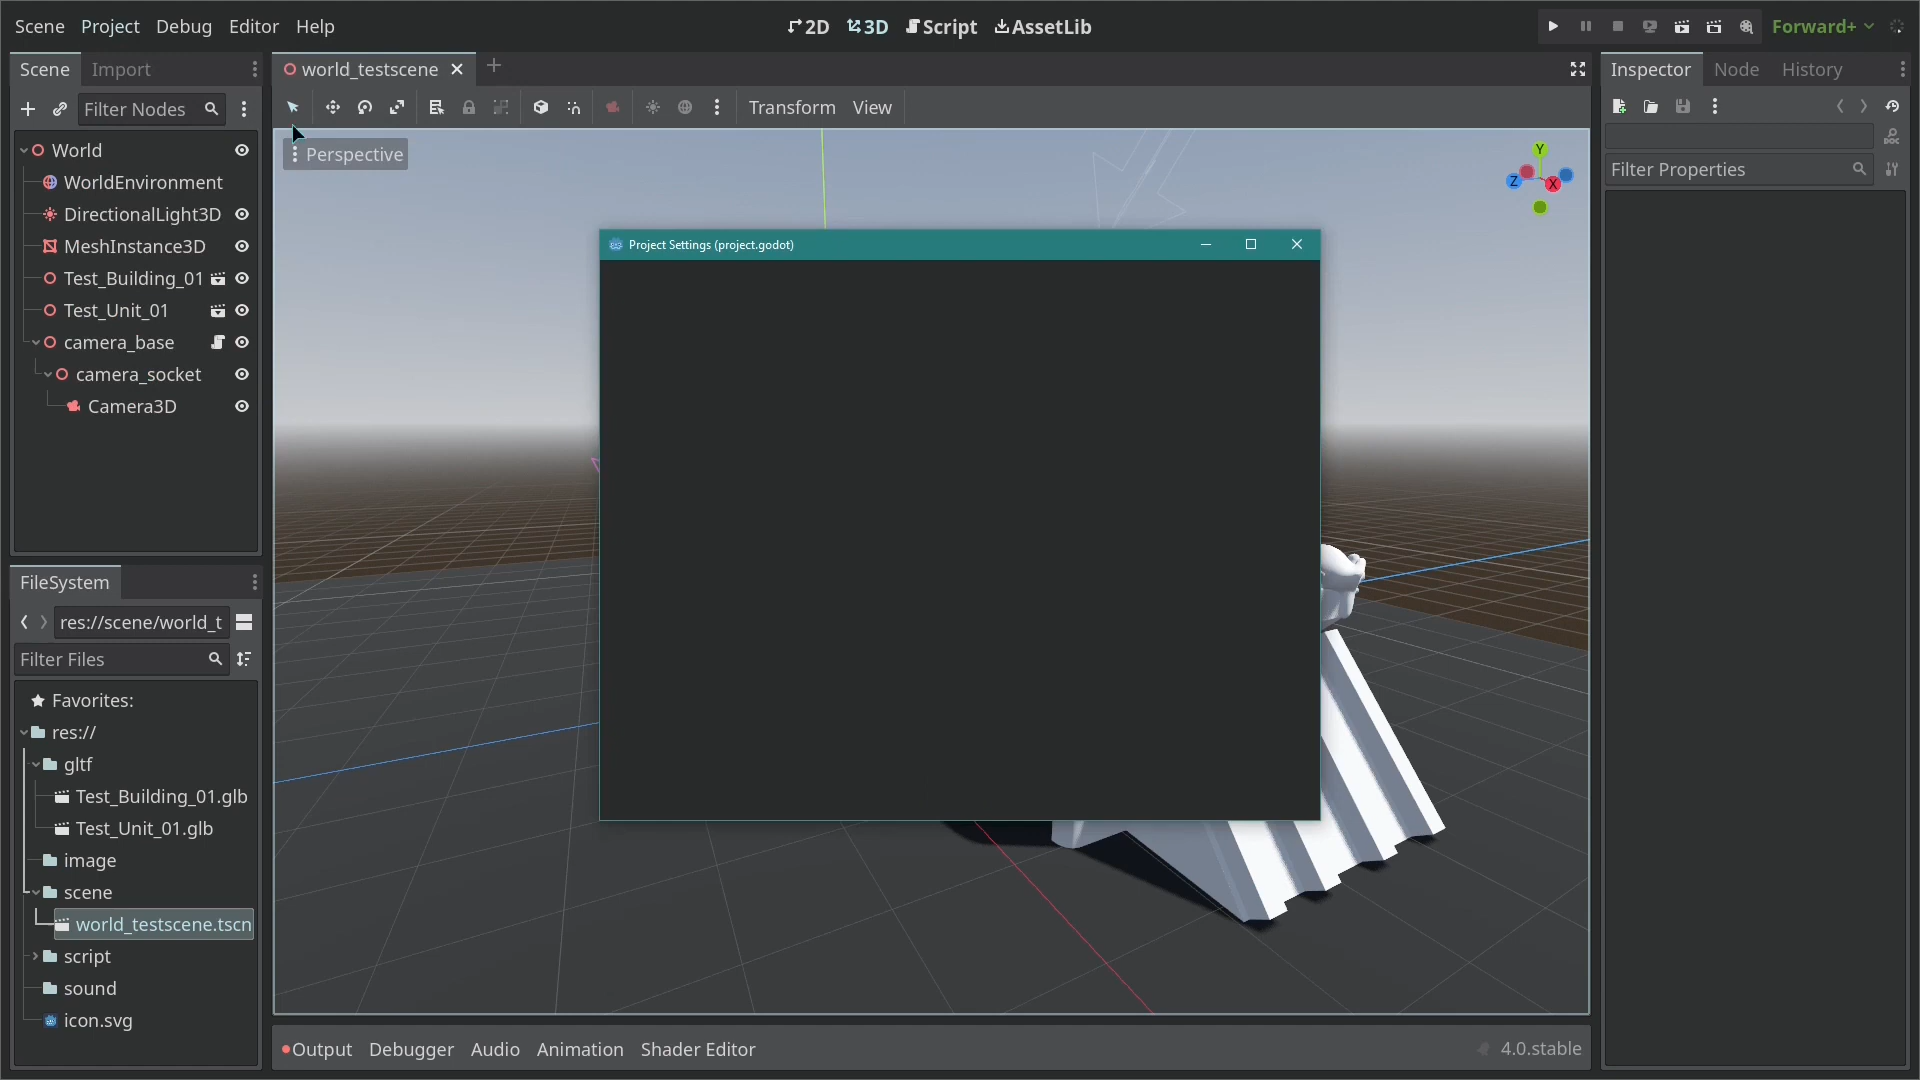 Scene Project Debug Editor Help
2D 3D Script AssetLib
Forward+
Scene Import
Filter Nodes
World
WorldEnvironment
DirectionalLight3D
MeshInstance3D
Test_Building_01
Test_Unit_01
camera_base
camera_socket
Camera3D
FileSystem
res://scene/world_t
Filter Files
Favorites:
res://
gltf
Test_Building_01.glb
Test_Unit_01.glb
image
scene
world_testscene.tscn
script
sound
icon.svg
world_testscene
Transform View
Perspective
Y
Z X
Project Settings (project.godot)
Output Debugger Audio Animation Shader Editor
4.0.stable
Inspector Node History
DOC
Filter Properties